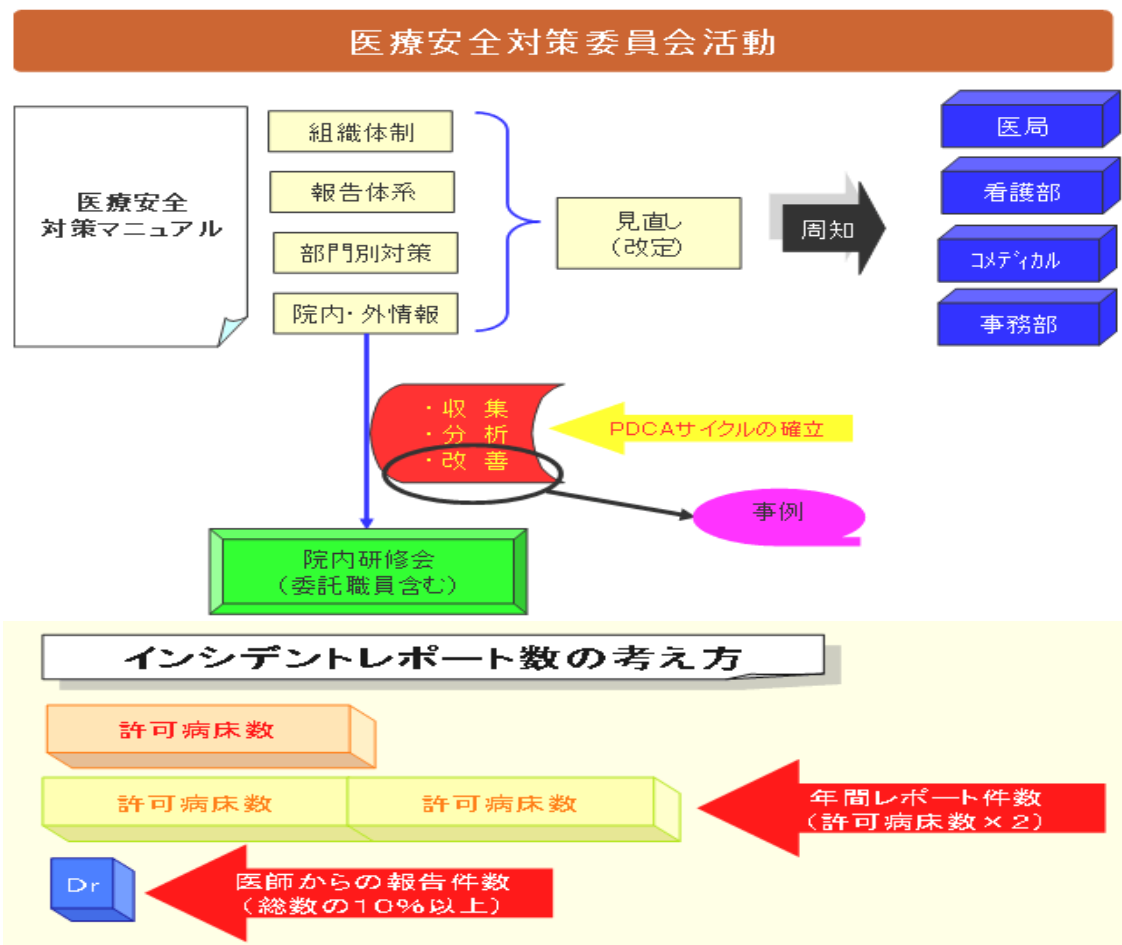 医療安全対策委員会活動
医療安全
対策マニュアル
組織体制
報告体系
部門別対策
院内・外情報
見直し
(改定)
周知
医局
看護部
コメディカル
事務部
・収 集
・分 析
・改 善
PDCAサイクルの確立
事例
院内研修会
(委託職員含む)
インシデントレポート数の考え方
許可病床数
許可病床数
許可病床数
年間レポート件数
(許可病床数×2)
Dr
医師からの報告件数
(総数の10%以上)